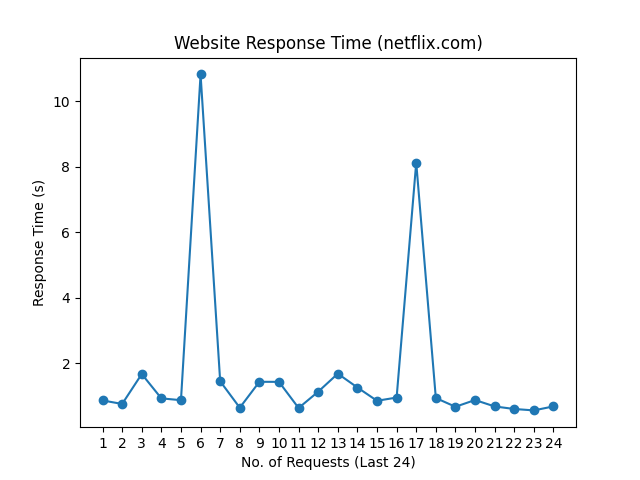 Website Response Time (netflix.com)
10
8
6
4
2
Response Time (s)
1 2 3 4 5 6 7 8 9 10 11 12 13 14 15 16 17 18 19 20 21 22 23 24
No. of Requests (Last 24)